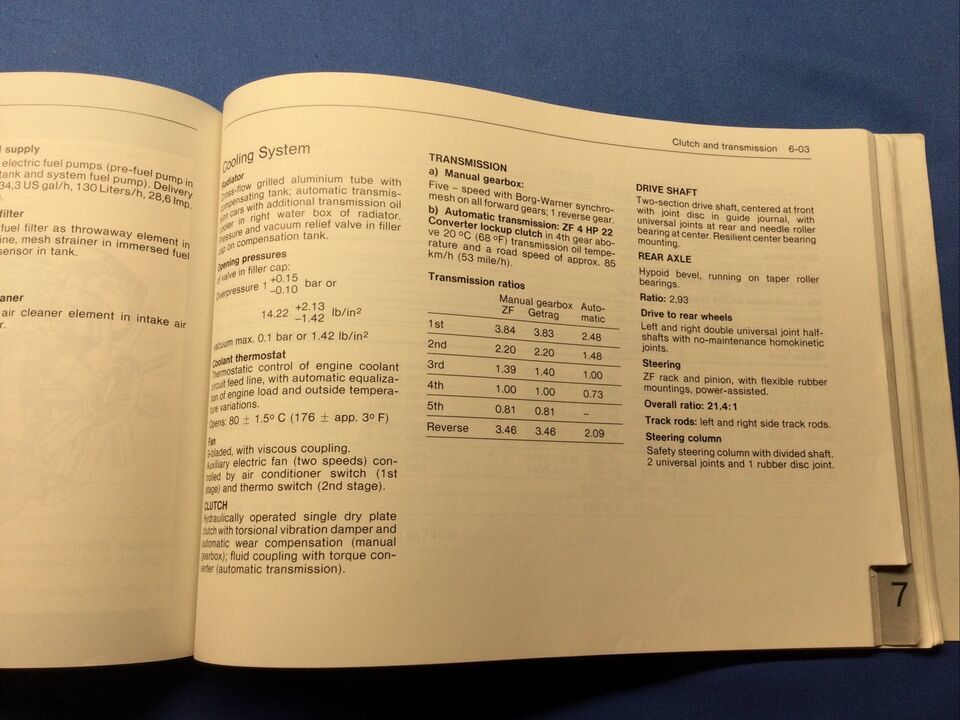 supply
electric fuel pumps (pre-fuel pump in
tank and system fuel pump). Delivery
34,3 US gal/h, 130 Liters/h, 28,6 Imp.
filter
fuel filter as throwaway element in
ine, mesh strainer in immersed fuel
sensor in tank.
aner
air cleaner element in intake air
r.
Clutch and transmission 6-03
Cooling System
Radiator
Cross-flow grilled aluminium tube with
compensating tank; automatic transmis-
sion cars with additional transmission oil
cooler in right water box of radiator.
Pressure and vacuum relief valve in filler
cap on compensation tank.
Opening pressures
of valve in filler cap:
Overpressure 1 +0.15 −0.10 bar or
14.22 +2.13 −1.42 lb/in2
vacuum max. 0.1 bar or 1.42 lb/in2
Coolant thermostat
Thermostatic control of engine coolant
circuit feed line, with automatic equaliza-
tion of engine load and outside tempera-
ture variations.
Opens: 80 ± 1.5º C (176 ± app. 3º F)
Fan
-bladed, with viscous coupling.
Auxiliary electric fan (two speeds) con-
trolled by air conditioner switch (1st
stage) and thermo switch (2nd stage).
CLUTCH
Hydraulically operated single dry plate
clutch with torsional vibration damper and
automatic wear compensation (manual
gearbox); fluid coupling with torque con-
verter (automatic transmission).
TRANSMISSION
a) Manual gearbox:
Five – speed with Borg-Warner synchro-
mesh on all forward gears; 1 reverse gear.
b) Automatic transmission: ZF 4 HP 22
Converter lockup clutch in 4th gear abo-
ve 20 ºC (68 ºF) transmission oil tempe-
rature and a road speed of approx. 85
km/h (53 mile/h).
Transmission ratios
Manual gearbox Auto-
ZF Getrag matic
1st 3.84 3.83 2.48
2nd 2.20 2.20 1.48
3rd 1.39 1.40 1.00
4th 1.00 1.00 0.73
5th 0.81 0.81 –
Reverse 3.46 3.46 2.09
DRIVE SHAFT
Two-section drive shaft, centered at front
with joint disc in guide journal, with
universal joints at rear and needle roller
bearing at center. Resilient center bearing
mounting.
REAR AXLE
Hypoid bevel, running on taper roller
bearings.
Ratio: 2,93
Drive to rear wheels
Left and right double universal joint half-
shafts with no-maintenance homokinetic
joints.
Steering
ZF rack and pinion, with flexible rubber
mountings, power-assisted.
Overall ratio: 21.4:1
Track rods: left and right side track rods.
Steering column
Safety steering column with divided shaft.
2 universal joints and 1 rubber disc joint.
7